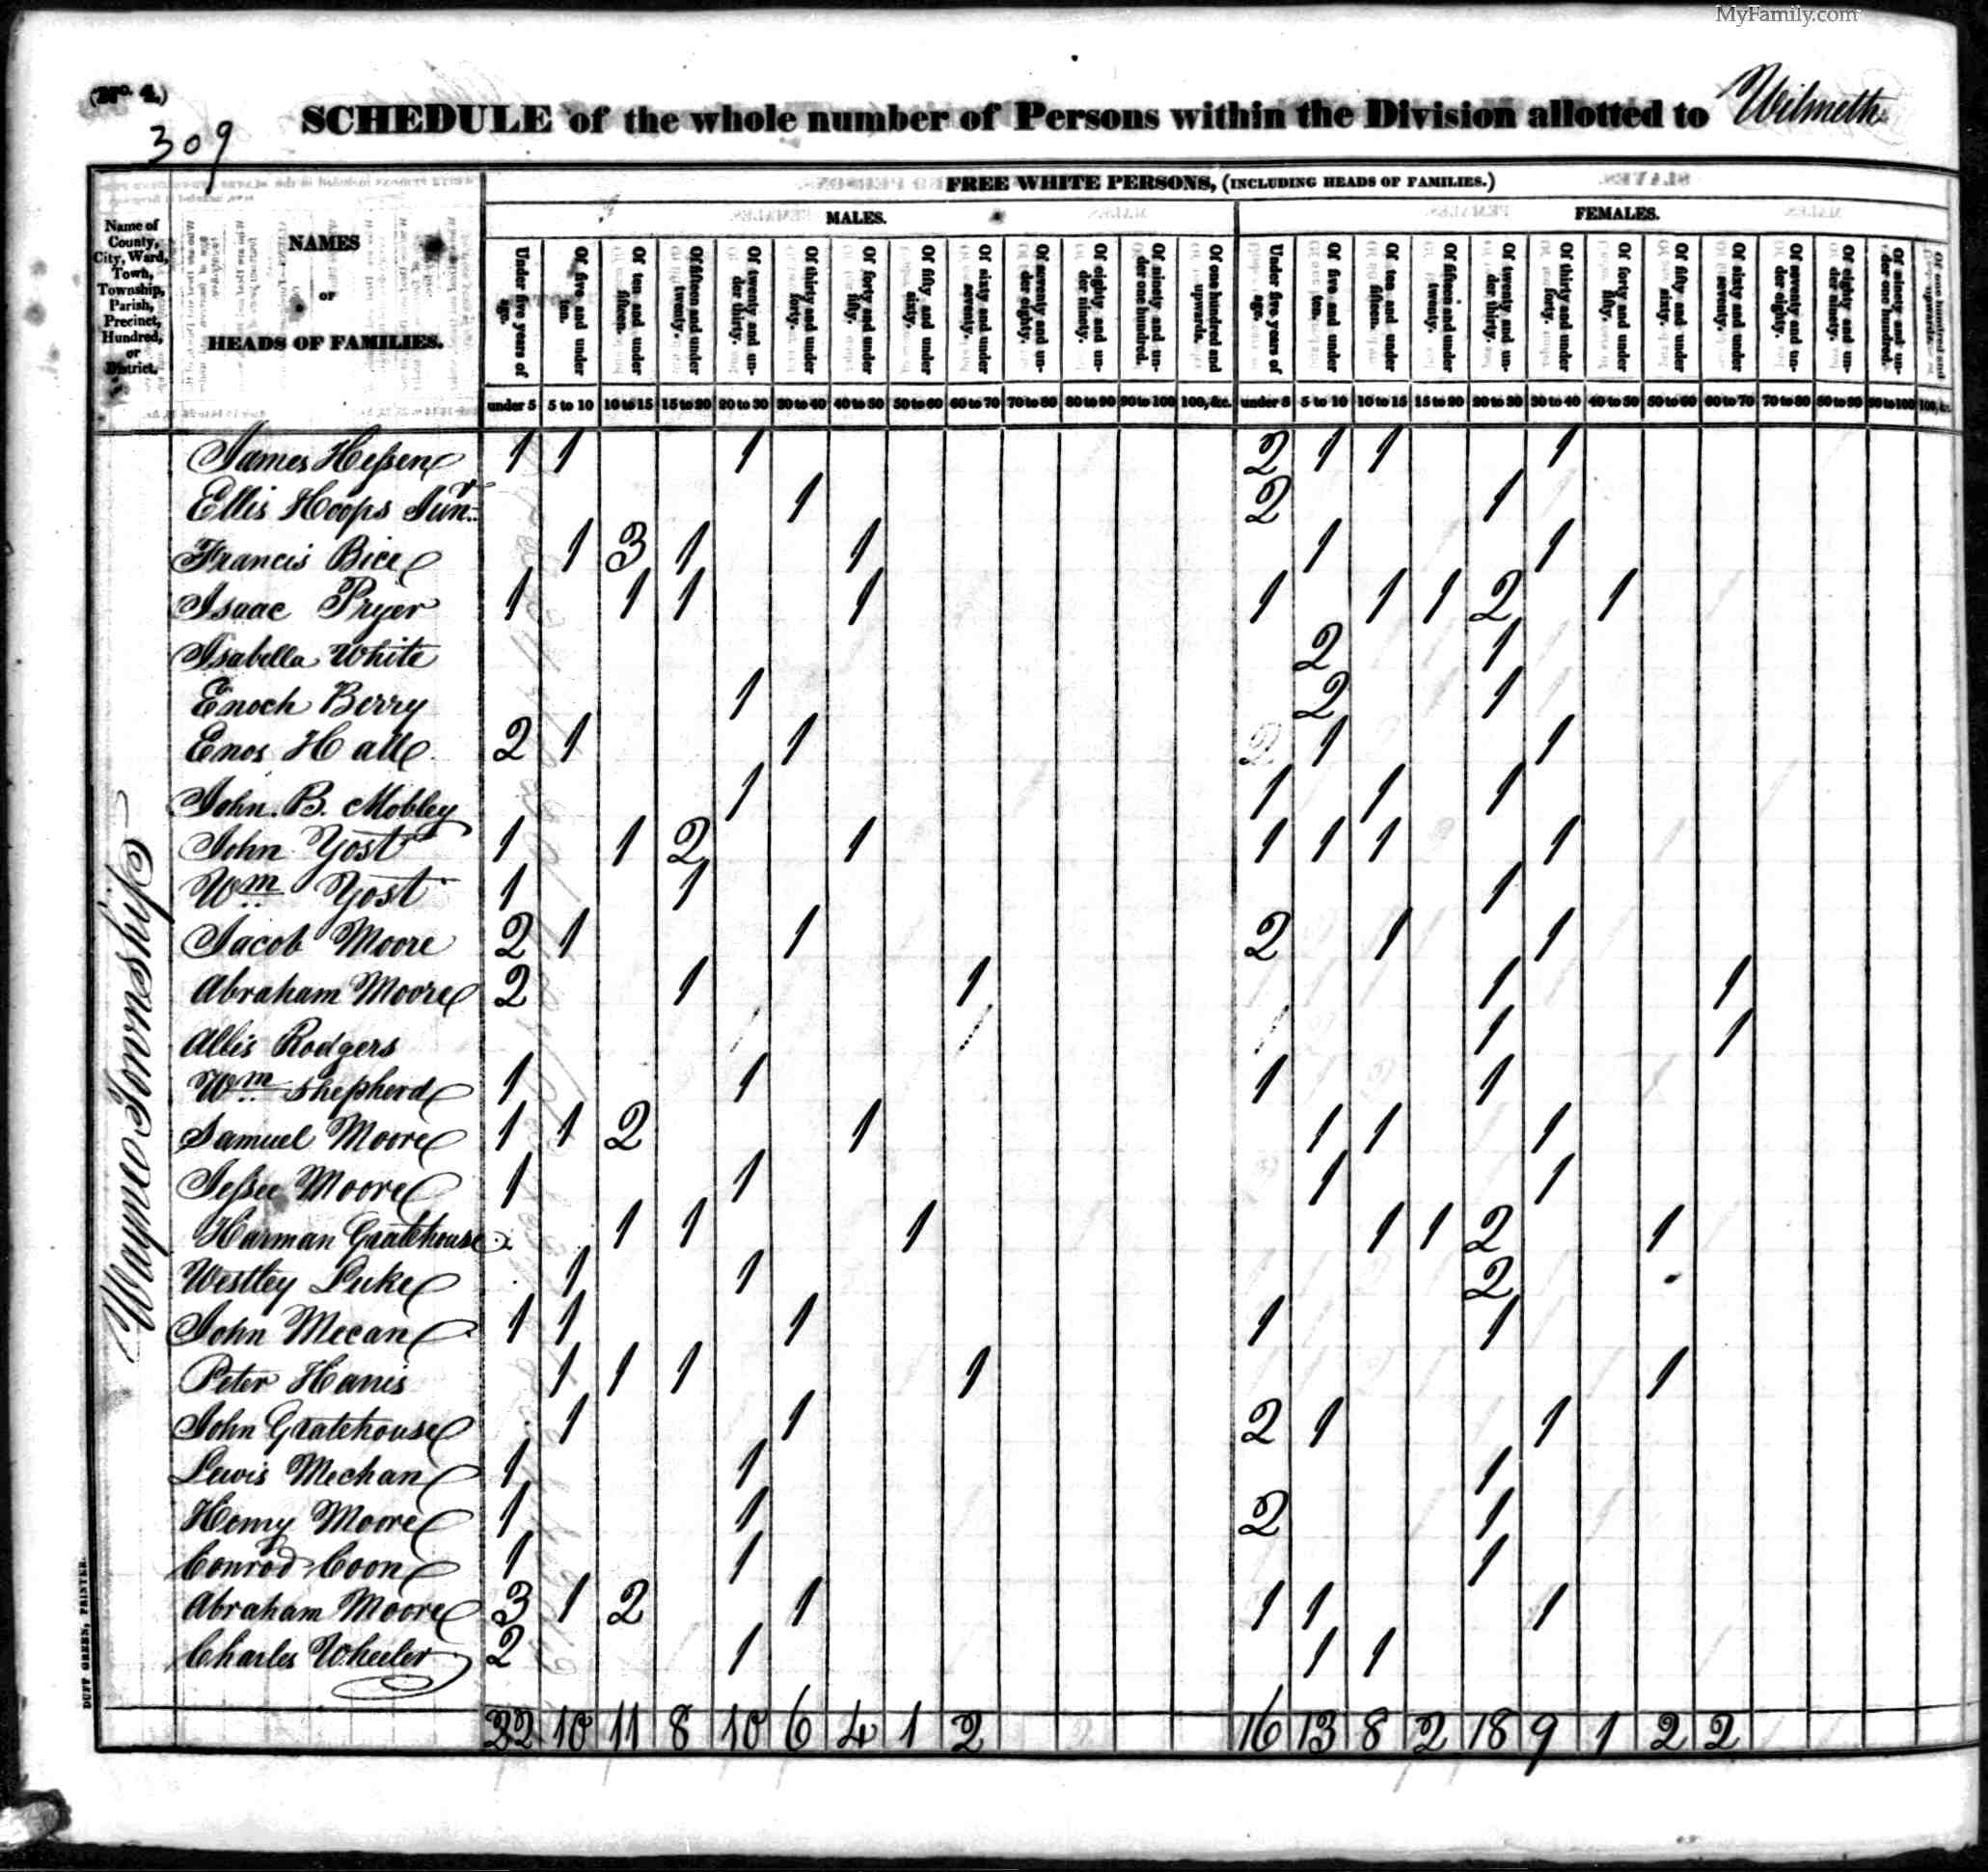 MyFamily.com
(No. 4.)
309
SCHEDULE of the whole number of Persons within the Division allotted to Wilmeth
Name of County, City, Ward, Town, Township, Parish, Precinct, Hundred, or District.
NAMES
OF
HEADS OF FAMILIES.
FREE WHITE PERSONS, (INCLUDING HEADS OF FAMILIES.)
MALES.
FEMALES.
Under five years of age. Of five and under ten. Of ten and under fifteen. Of fifteen and under twenty. Of twenty and under thirty. Of thirty and under forty. Of forty and under fifty. Of fifty and under sixty. Of sixty and under seventy. Of seventy and under eighty. Of eighty and under ninety. Of ninety and under one hundred. Of one hundred and upwards. Under five years of age. Of five and under ten. Of ten and under fifteen. Of fifteen and under twenty. Of twenty and under thirty. Of thirty and under forty. Of forty and under fifty. Of fifty and under sixty. Of sixty and under seventy. Of seventy and under eighty. Of eighty and under ninety. Of ninety and under one hundred. Of one hundred and upwards.
under 5 5 to 10 10 to 15 15 to 20 20 to 30 30 to 40 40 to 50 50 to 60 60 to 70 70 to 80 80 to 90 90 to 100 100, &c. under 5 5 to 10 10 to 15 15 to 20 20 to 30 30 to 40 40 to 50 50 to 60 60 to 70 70 to 80 80 to 90 90 to 100 100, &c.
Wayne Township
James Hessen 1 1 1 2 1 1 1
Ellis Hoops Junr 1 2 1
Francis Bice 1 3 1 1 1 1
Isaac Pryer 1 1 1 1 1 1 1 2 1
Isabella White 2 1
Enoch Berry 1 2 1
Enos Hall 2 1 1 2 1 1
John B. Mobley 1 1 1 1
John Yost 1 1 2 1 1 1 1 1
Wm Yost 1 1 1
Jacob Moore 2 1 1 2 1 1
Abraham Moore 2 1 1 1 1
Allis Rodgers 1 1
Wm Shepherd 1 1 1 1
Samuel Moore 1 1 2 1 1 1 1
Jessee Moore 1 1 1 1
Harman Gratehouse 1 1 1 1 1 2 1
Westley Luke 1 1 2
John Mecan 1 1 1 1 1
Peter Harris 1 1 1 1 1
John Gratehouse 1 1 2 1 1
Lewis Mechan 1 1 1
Henry Moore 1 1 2 1
Conrod Coon 1 1 1
Abraham Moore 3 1 2 1 1 1 1
Charles Wheeler 2 1 1 1
22 10 11 8 10 6 4 1 2 16 13 8 2 18 9 1 2 2
DUFF GREEN, PRINTER.